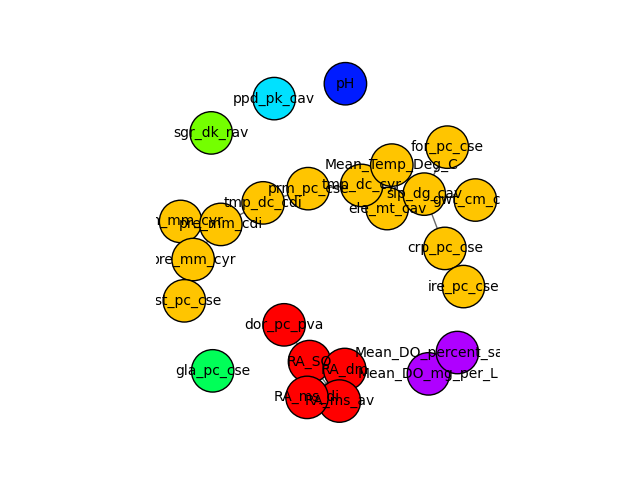 pH
ppd_pk_cav
sgr_dk_rav
for_pc_cse
Mean_Temp_Deg_C
tmp_dc_cyr
slp_dg_cav
prm_pc_cse
gwt_cm_c
tmp_dc_cdi
ele_mt_cav
_mm_cyr
pre_mm_cdi
crp_pc_cse
pre_mm_cyr
ire_pc_cse
st_pc_cse
dor_pc_pva
Mean_DO_percent_sa
RA_SO
gla_pc_cse
Mean_DO_mg_per_L
RA_ms_di
RA_ms_av